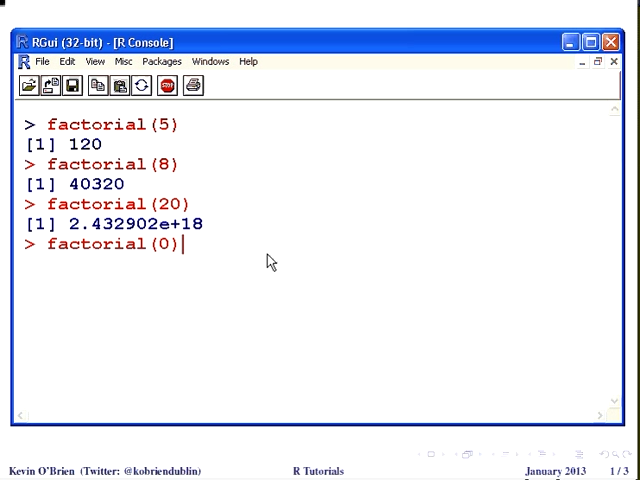 RGui (32-bit) - [R Console]
File Edit View Misc Packages Windows Help
> factorial(5)
[1] 120
> factorial(8)
[1] 40320
> factorial(20)
[1] 2.432902e+18
> factorial(0)
Kevin O'Brien (Twitter: @kobriendublin) R Tutorials January 2013 1 / 3